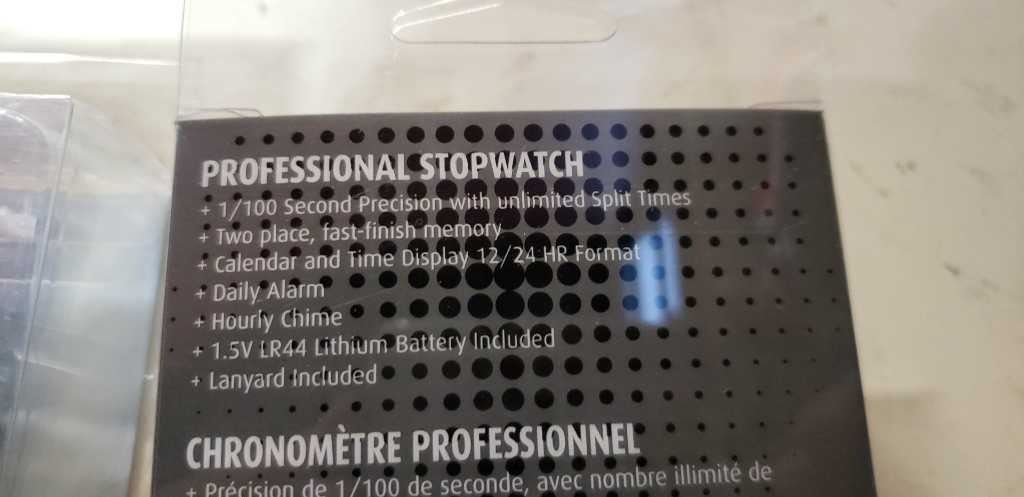 PROFESSIONAL STOPWATCH
+ 1/100 Second Precision with unlimited Split Times
+ Two place, fast-finish memory
+ Calendar and Time Display 12/24 HR Format
+ Daily Alarm
+ Hourly Chime
+ 1.5V LR44 Lithium Battery Included
+ Lanyard Included
CHRONOMÈTRE PROFESSIONNEL
+ Précision de 1/100 de seconde, avec nombre illimité de